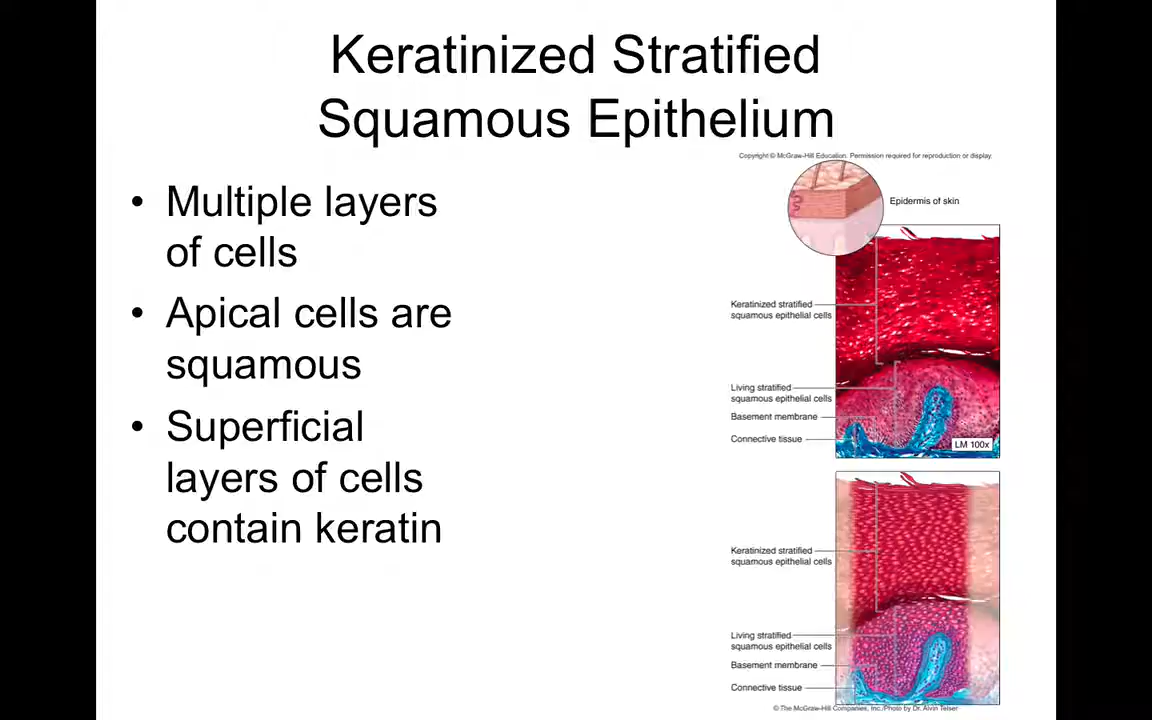 Keratinized Stratified
Squamous Epithelium
• Multiple layers
of cells
• Apical cells are
squamous
• Superficial
layers of cells
contain keratin
Copyright © McGraw-Hill Education. Permission required for reproduction or display.
Epidermis of skin
Keratinized stratified
squamous epithelial cells
Living stratified
squamous epithelial cells
Basement membrane
Connective tissue
LM 100x
Keratinized stratified
squamous epithelial cells
Living stratified
squamous epithelial cells
Basement membrane
Connective tissue
© The McGraw-Hill Companies, Inc./Photo by Dr. Alvin Telser